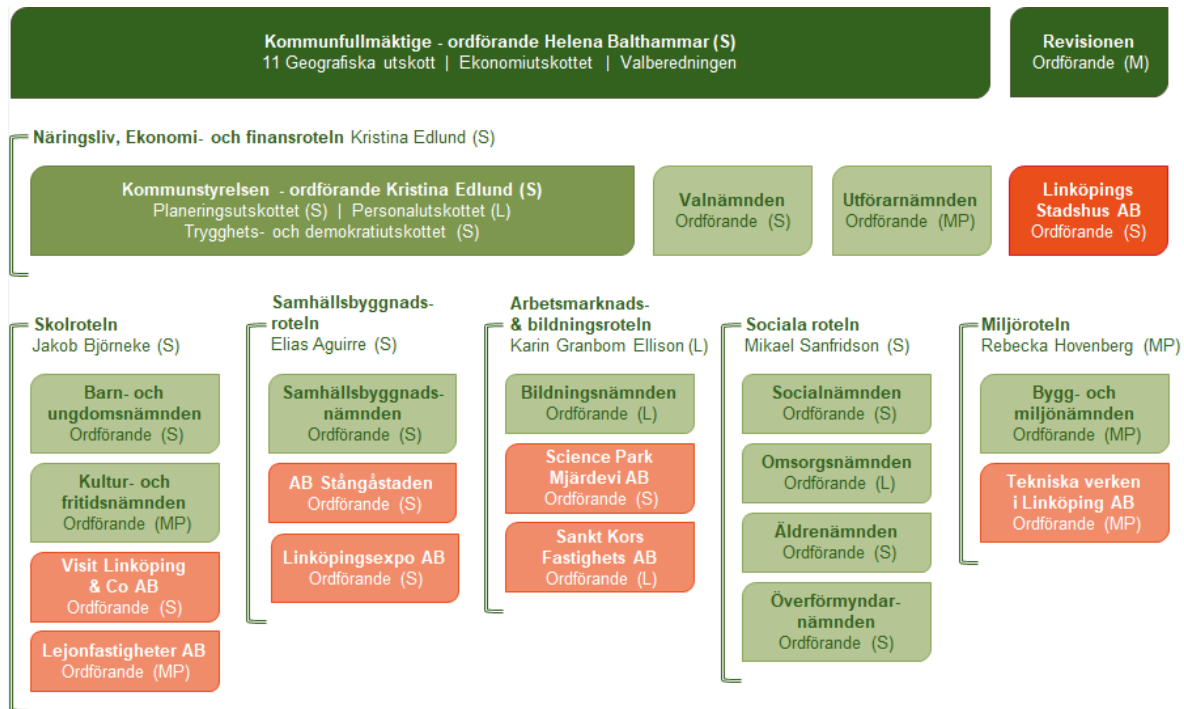 Kommunfullmäktige - ordförande Helena Balthammar (S)
11 Geografiska utskott | Ekonomiutskottet | Valberedningen
Revisionen
Ordförande (M)
Näringsliv, Ekonomi- och finansroteln Kristina Edlund (S)
Kommunstyrelsen - ordförande Kristina Edlund (S)
Planeringsutskottet (S) | Personalutskottet (L)
Trygghets- och demokratiutskottet (S)
Valnämnden
Ordförande (S)
Utförarnämnden
Ordförande (MP)
Linköpings
Stadshus AB
Ordförande (S)
Skolroteln
Jakob Björneke (S)
Barn- och
ungdomsnämnden
Ordförande (S)
Kultur- och
fritidsnämnden
Ordförande (MP)
Visit Linköping
& Co AB
Ordförande (S)
Lejonfastigheter AB
Ordförande (MP)
Samhällsbyggnads-
roteln
Elias Aguirre (S)
Samhällsbyggnads-
nämnden
Ordförande (S)
AB Stångåstaden
Ordförande (S)
Linköpingsexpo AB
Ordförande (S)
Arbetsmarknads-
& bildningsroteln
Karin Granbom Ellison (L)
Bildningsnämnden
Ordförande (L)
Science Park
Mjärdevi AB
Ordförande (S)
Sankt Kors
Fastighets AB
Ordförande (L)
Sociala roteln
Mikael Sanfridson (S)
Socialnämnden
Ordförande (S)
Omsorgsnämnden
Ordförande (L)
Äldrenämnden
Ordförande (S)
Överförmyndar-
nämnden
Ordförande (S)
Miljöroteln
Rebecka Hovenberg (MP)
Bygg- och
miljönämnden
Ordförande (MP)
Tekniska verken
i Linköping AB
Ordförande (MP)